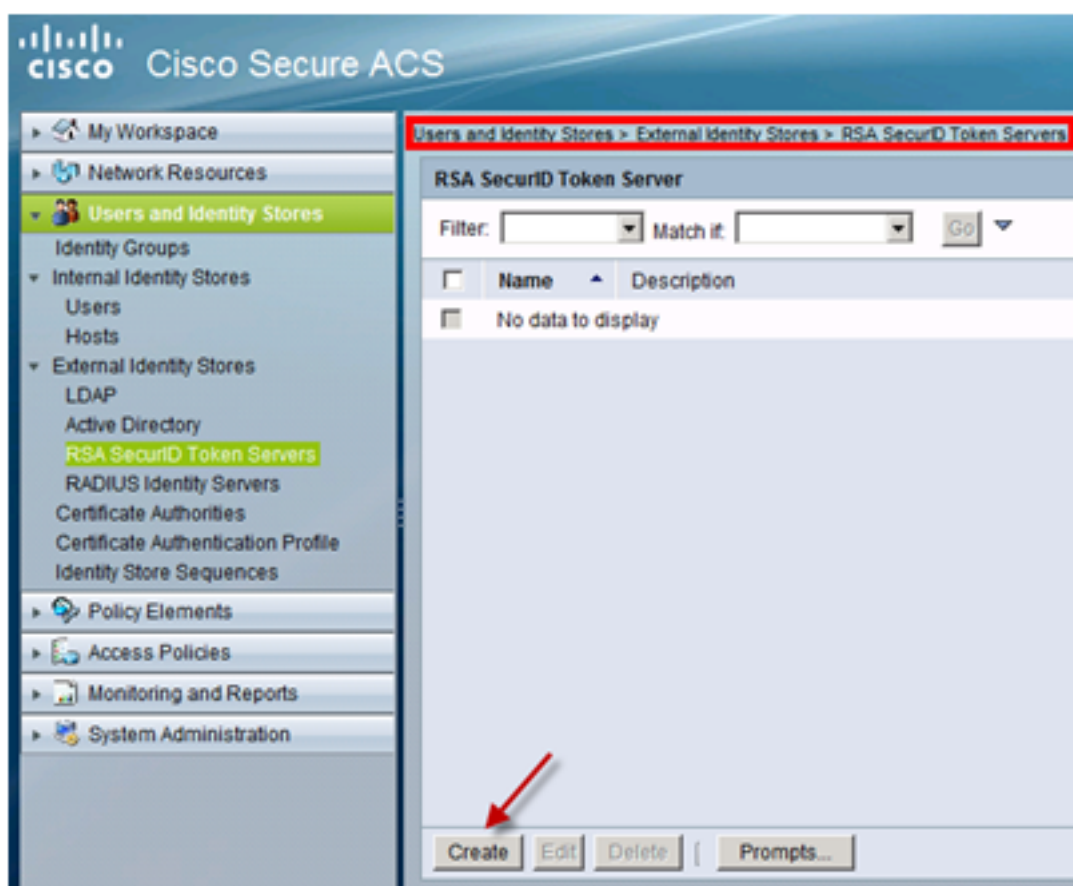 CISCO Cisco Secure ACS
My Workspace
Network Resources
Users and Identity Stores
Identity Groups
Internal Identity Stores
Users
Hosts
External Identity Stores
LDAP
Active Directory
RSA SecurID Token Servers
RADIUS Identity Servers
Certificate Authorities
Certificate Authentication Profile
Identity Store Sequences
Policy Elements
Access Policies
Monitoring and Reports
System Administration
Users and Identity Stores > External Identity Stores > RSA SecurID Token Servers
RSA SecurID Token Server
Filter: Match if: Go
Name Description
No data to display
Create Edit Delete | Prompts...